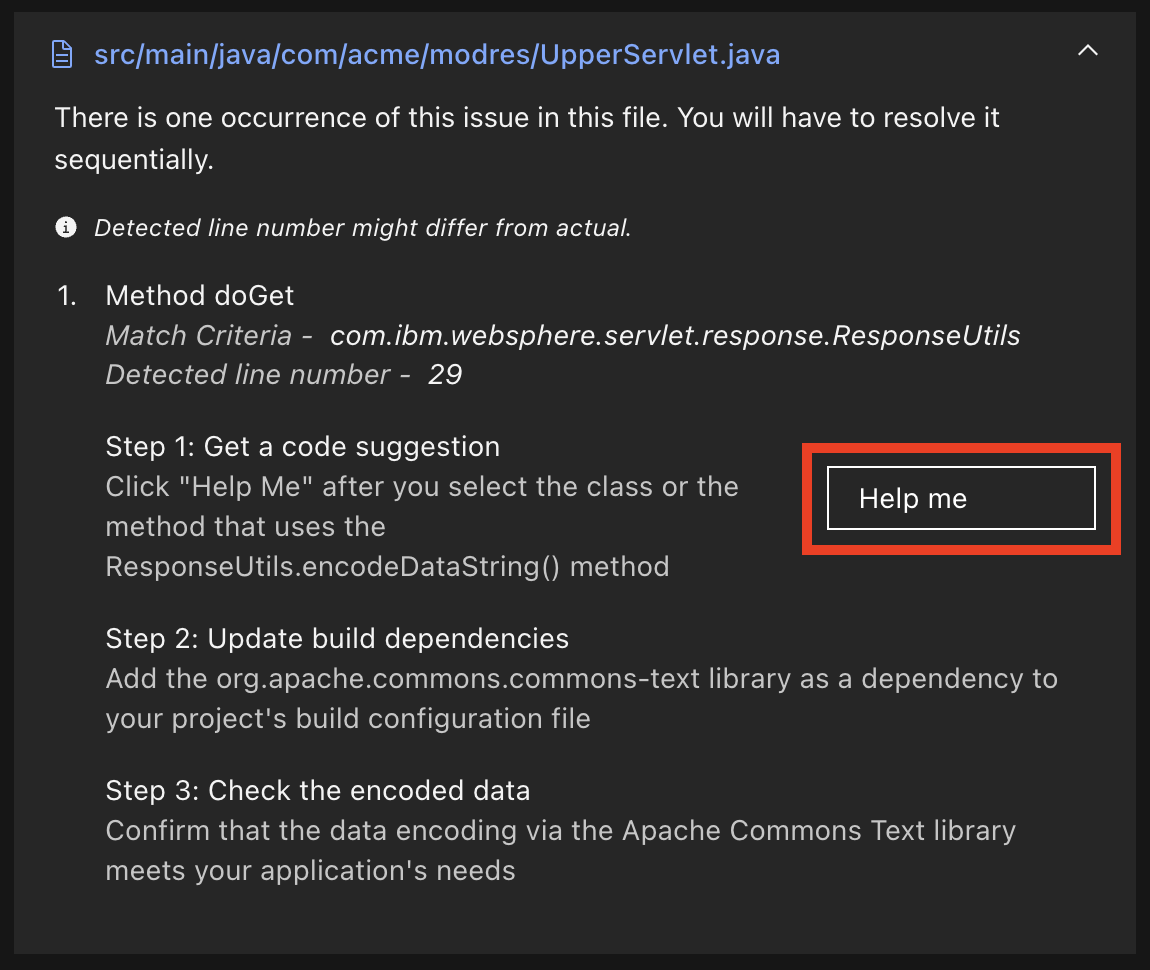 src/main/java/com/acme/modres/UpperServlet.java
There is one occurrence of this issue in this file. You will have to resolve it
sequentially.
Detected line number might differ from actual.
1. Method doGet
Match Criteria - com.ibm.websphere.servlet.response.ResponseUtils
Detected line number - 29
Step 1: Get a code suggestion
Click "Help Me" after you select the class or the
method that uses the
ResponseUtils.encodeDataString() method
Help me
Step 2: Update build dependencies
Add the org.apache.commons.commons-text library as a dependency to
your project's build configuration file
Step 3: Check the encoded data
Confirm that the data encoding via the Apache Commons Text library
meets your application's needs